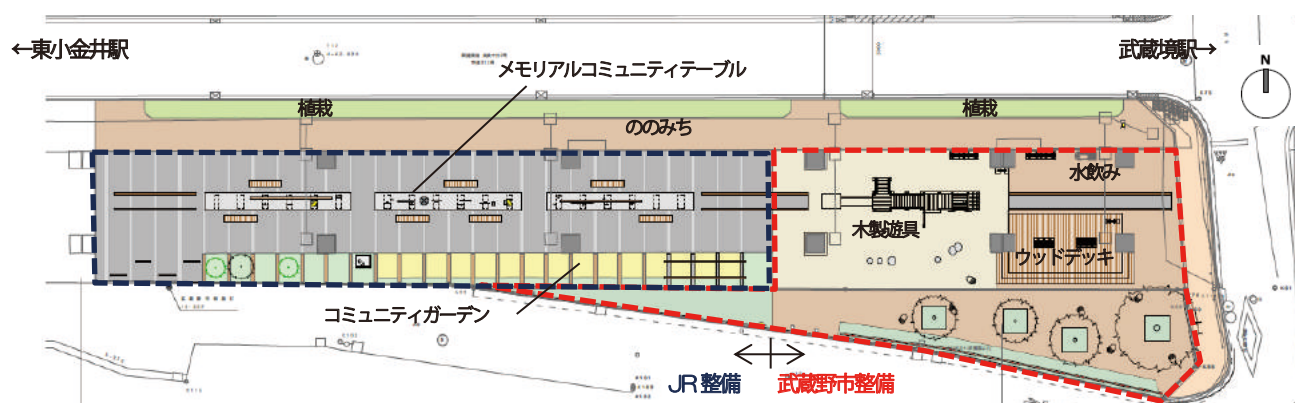 ←東小金井駅
武蔵境駅→
N
メモリアルコミュニティテーブル
植栽
植栽
ののみち
水飲み
木製遊具
ウッドデッキ
コミュニティガーデン
JR整備
武蔵野市整備